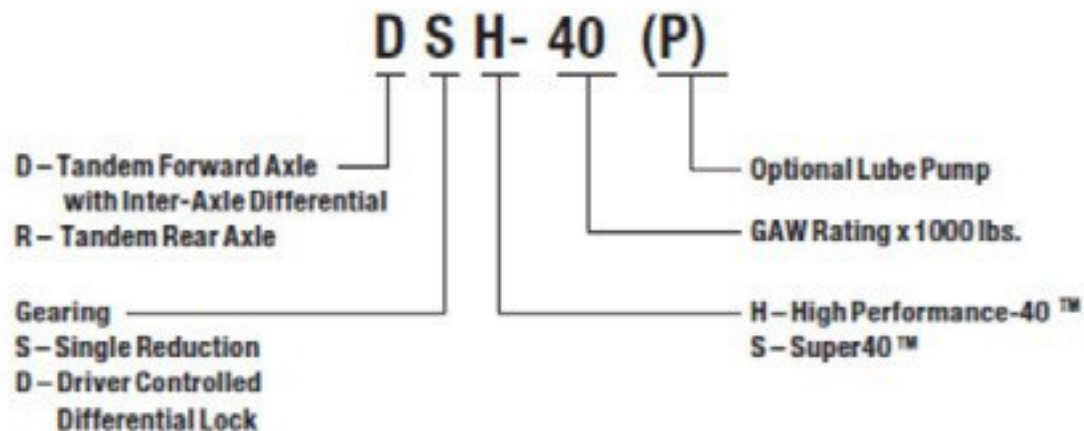 D S H- 40 (P)
D – Tandem Forward Axle
with Inter-Axle Differential
R – Tandem Rear Axle
Gearing
S – Single Reduction
D – Driver Controlled
Differential Lock
Optional Lube Pump
GAW Rating x 1000 lbs.
H – High Performance-40 ™
S – Super40 ™